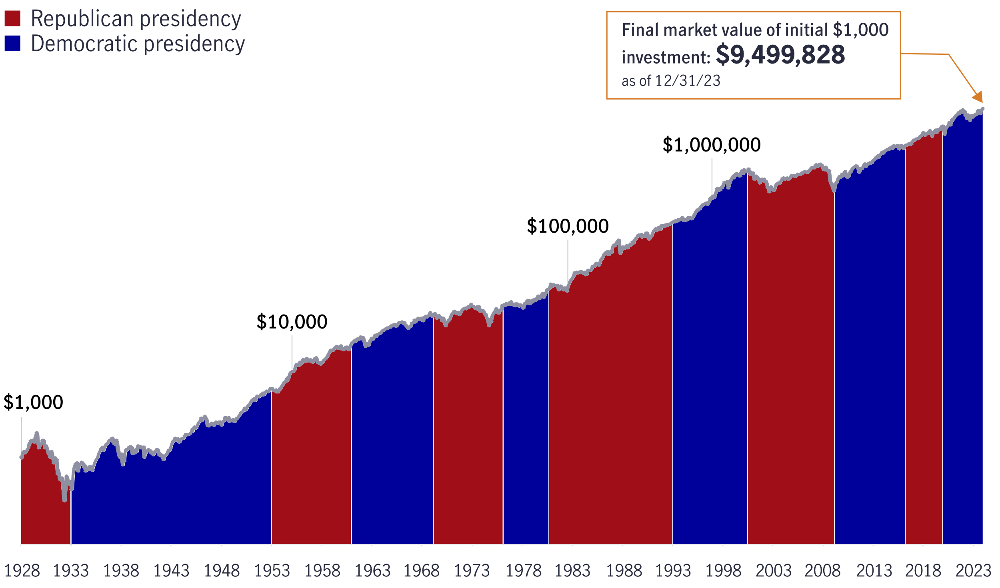 Republican presidency
Democratic presidency
Final market value of initial $1,000
investment: $9,499,828
as of 12/31/23
$1,000,000
$100,000
$10,000
$1,000
1928 1933 1938 1943 1948 1953 1958 1963 1968 1973 1978 1983 1988 1993 1998 2003 2008 2013 2018 2023